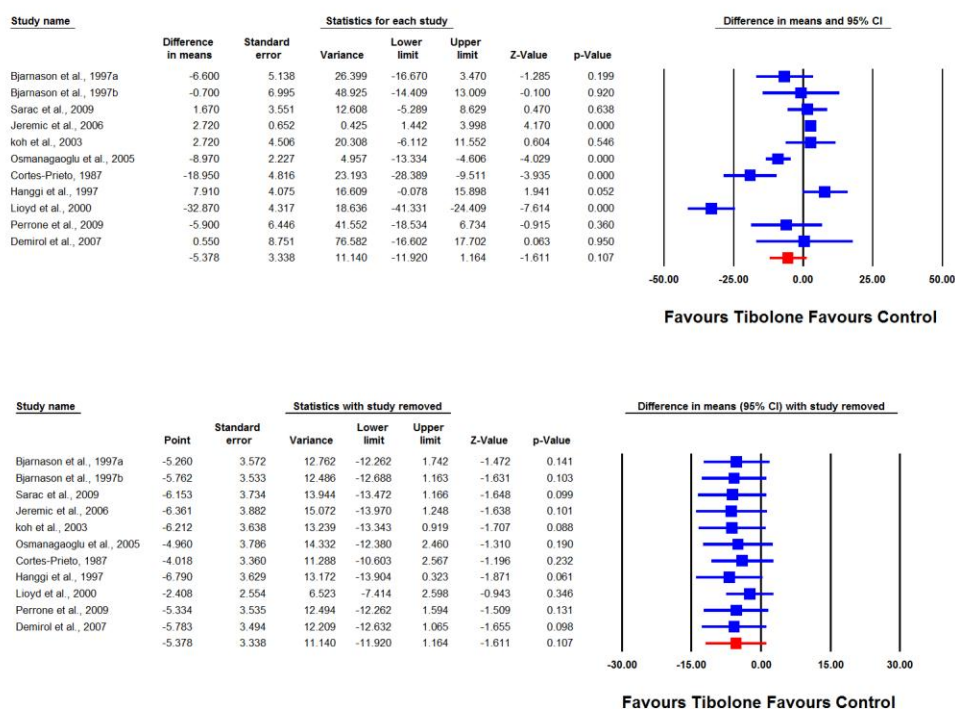 Study name Statistics for each study Difference in means and 95% CI
Difference Standard Lower Upper
in means error Variance limit limit Z-Value p-Value
Bjarnason et al., 1997a -6.600 5.138 26.399 -16.670 3.470 -1.285 0.199
Bjarnason et al., 1997b -0.700 6.995 48.925 -14.409 13.009 -0.100 0.920
Sarac et al., 2009 1.670 3.551 12.608 -5.289 8.629 0.470 0.638
Jeremic et al., 2006 2.720 0.652 0.425 1.442 3.998 4.170 0.000
koh et al., 2003 2.720 4.506 20.308 -6.112 11.552 0.604 0.546
Osmanagaoglu et al., 2005 -8.970 2.227 4.957 -13.334 -4.606 -4.029 0.000
Cortes-Prieto, 1987 -18.950 4.816 23.193 -28.389 -9.511 -3.935 0.000
Hanggi et al., 1997 7.910 4.075 16.609 -0.078 15.898 1.941 0.052
Lioyd et al., 2000 -32.870 4.317 18.636 -41.331 -24.409 -7.614 0.000
Perrone et al., 2009 -5.900 6.446 41.552 -18.534 6.734 -0.915 0.360
Demirol et al., 2007 0.550 8.751 76.582 -16.602 17.702 0.063 0.950
-5.378 3.338 11.140 -11.920 1.164 -1.611 0.107
-50.00 -25.00 0.00 25.00 50.00
Favours Tibolone Favours Control
Study name Statistics with study removed Difference in means (95% CI) with study removed
Standard Lower Upper
Point error Variance limit limit Z-Value p-Value
Bjarnason et al., 1997a -5.260 3.572 12.762 -12.262 1.742 -1.472 0.141
Bjarnason et al., 1997b -5.762 3.533 12.486 -12.688 1.163 -1.631 0.103
Sarac et al., 2009 -6.153 3.734 13.944 -13.472 1.166 -1.648 0.099
Jeremic et al., 2006 -6.361 3.882 15.072 -13.970 1.248 -1.638 0.101
koh et al., 2003 -6.212 3.638 13.239 -13.343 0.919 -1.707 0.088
Osmanagaoglu et al., 2005 -4.960 3.786 14.332 -12.380 2.460 -1.310 0.190
Cortes-Prieto, 1987 -4.018 3.360 11.288 -10.603 2.567 -1.196 0.232
Hanggi et al., 1997 -6.790 3.629 13.172 -13.904 0.323 -1.871 0.061
Lioyd et al., 2000 -2.408 2.554 6.523 -7.414 2.598 -0.943 0.346
Perrone et al., 2009 -5.334 3.535 12.494 -12.262 1.594 -1.509 0.131
Demirol et al., 2007 -5.783 3.494 12.209 -12.632 1.065 -1.655 0.098
-5.378 3.338 11.140 -11.920 1.164 -1.611 0.107
-30.00 -15.00 0.00 15.00 30.00
Favours Tibolone Favours Control